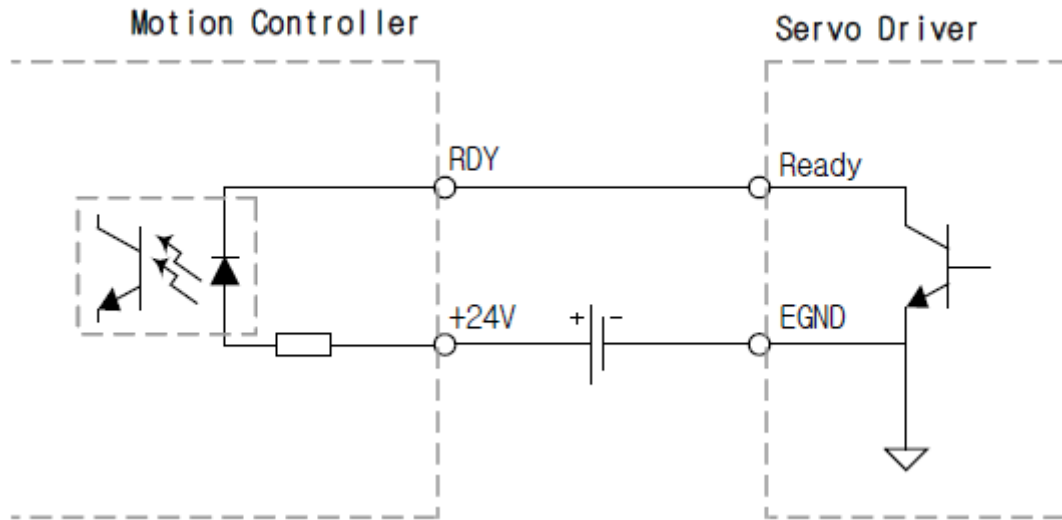 Motion Controller
Servo Driver
RDY
Ready
+24V
+
-
EGND